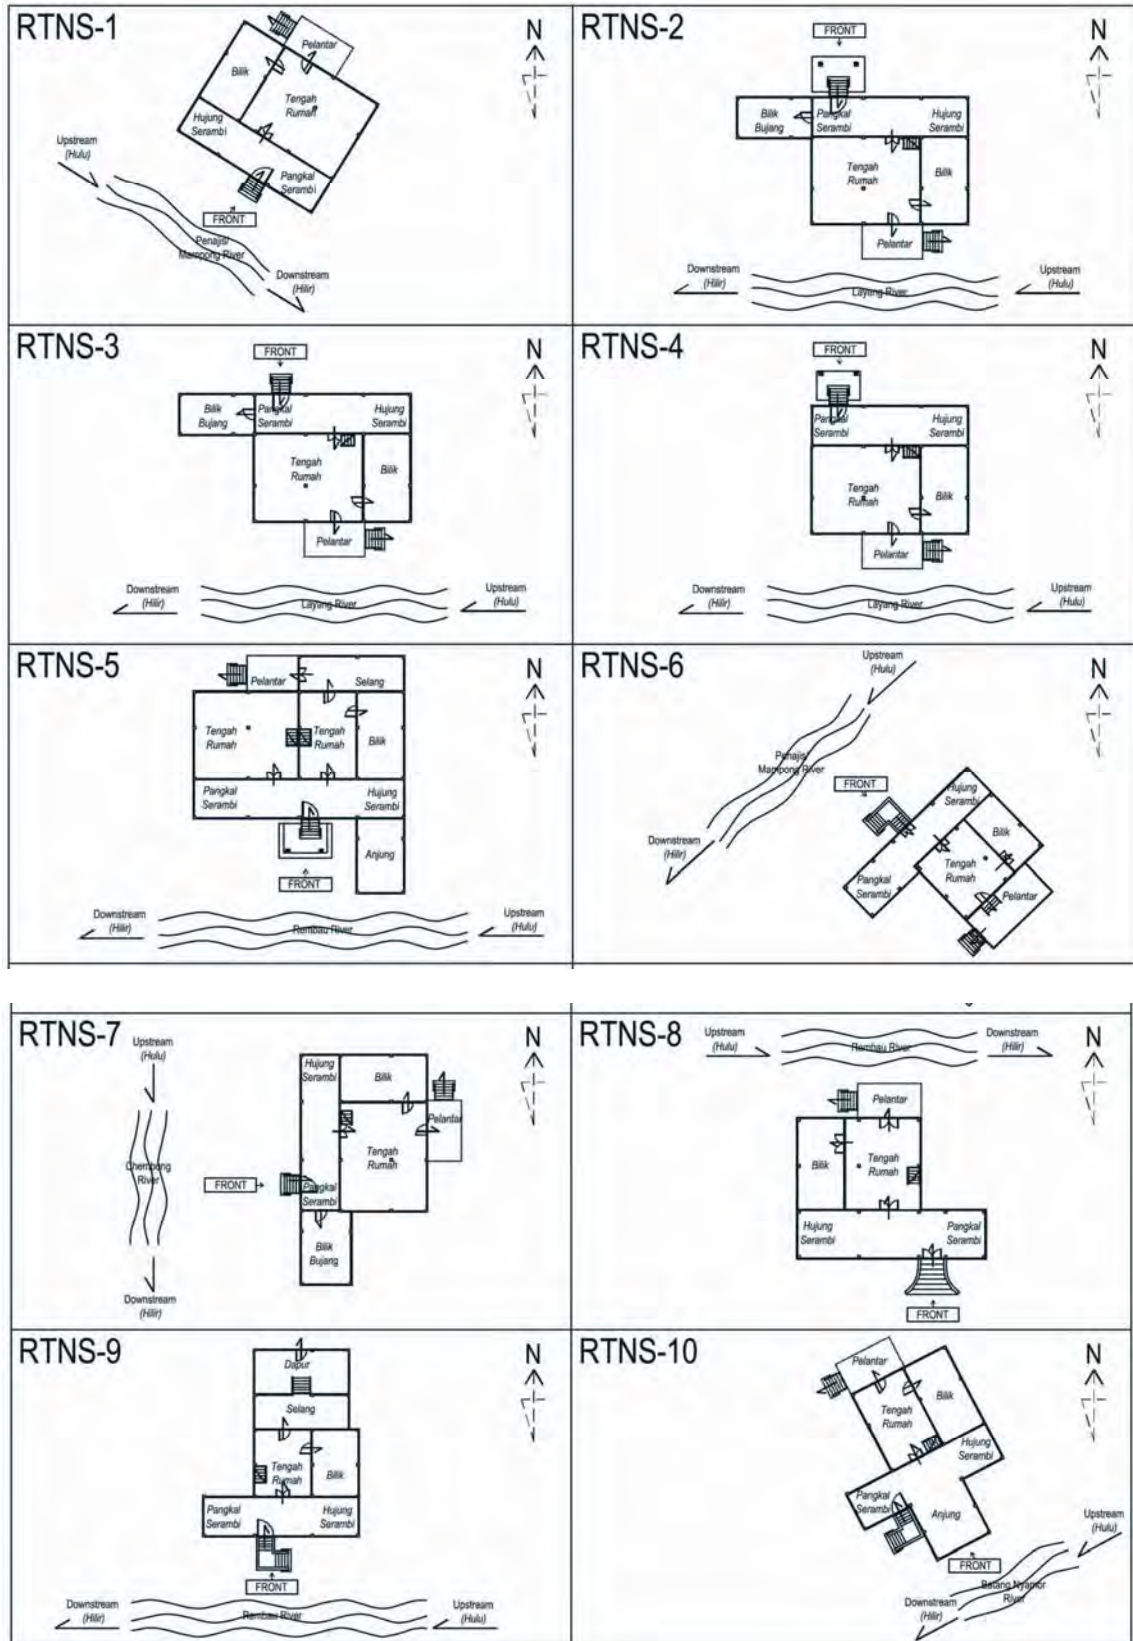 RTNS-1
N
Pelantar
Bilik
Tengah
Rumah
Hujung
Serambi
Upstream
(Hulu)
Pangkal
Serambi
FRONT
Penajis/
Mampong River
Downstream
(Hilir)
RTNS-2
FRONT
N
Bilik
Bujang
Pangkal
Serambi
Hujung
Serambi
Tengah
Rumah
Bilik
Pelantar
Downstream
(Hilir)
Upstream
(Hulu)
Layang River
RTNS-3
FRONT
N
Bilik
Bujang
Pangkal
Serambi
Hujung
Serambi
Tengah
Rumah
Bilik
Pelantar
Downstream
(Hilir)
Upstream
(Hulu)
Layang River
RTNS-4
FRONT
N
Pangkal
Serambi
Hujung
Serambi
Tengah
Rumah
Bilik
Pelantar
Downstream
(Hilir)
Upstream
(Hulu)
Layang River
RTNS-5
N
Pelantar
Selang
Tengah
Rumah
Tengah
Rumah
Bilik
Pangkal
Serambi
Hujung
Serambi
Anjung
FRONT
Downstream
(Hilir)
Upstream
(Hulu)
Rembau River
RTNS-6
Upstream
(Hulu)
N
Penajis/
Mampong River
FRONT
Hujung
Serambi
Bilik
Downstream
(Hilir)
Tengah
Rumah
Pangkal
Serambi
Pelantar
RTNS-7
Upstream
(Hulu)
N
Hujung
Serambi
Bilik
Pelantar
Chembong
River
Tengah
Rumah
FRONT
Pangkal
Serambi
Bilik
Bujang
Downstream
(Hilir)
RTNS-8
Upstream
(Hulu)
Rembau River
Downstream
(Hilir)
N
Pelantar
Bilik
Tengah
Rumah
Hujung
Serambi
Pangkal
Serambi
FRONT
RTNS-9
N
Dapur
Selang
Tengah
Rumah
Bilik
Pangkal
Serambi
Hujung
Serambi
FRONT
Downstream
(Hilir)
Upstream
(Hulu)
Rembau River
RTNS-10
N
Pelantar
Bilik
Tengah
Rumah
Hujung
Serambi
Pangkal
Serambi
Anjung
Upstream
(Hulu)
FRONT
Batang Nyamor
River
Downstream
(Hilir)